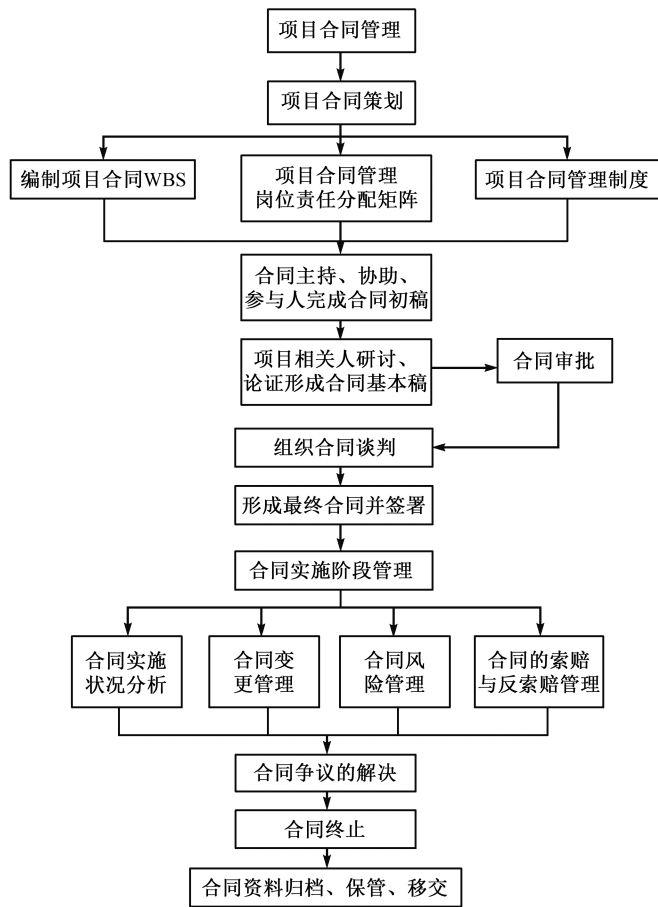 项目合同管理
项目合同策划
编制项目合同WBS
项目合同管理
岗位责任分配矩阵
项目合同管理制度
合同主持、协助、
参与人完成合同初稿
项目相关人研讨、
论证形成合同基本稿
合同审批
组织合同谈判
形成最终合同并签署
合同实施阶段管理
合同实施
状况分析
合同变
更管理
合同风
险管理
合同的索赔
与反索赔管理
合同争议的解决
合同终止
合同资料归档、保管、移交